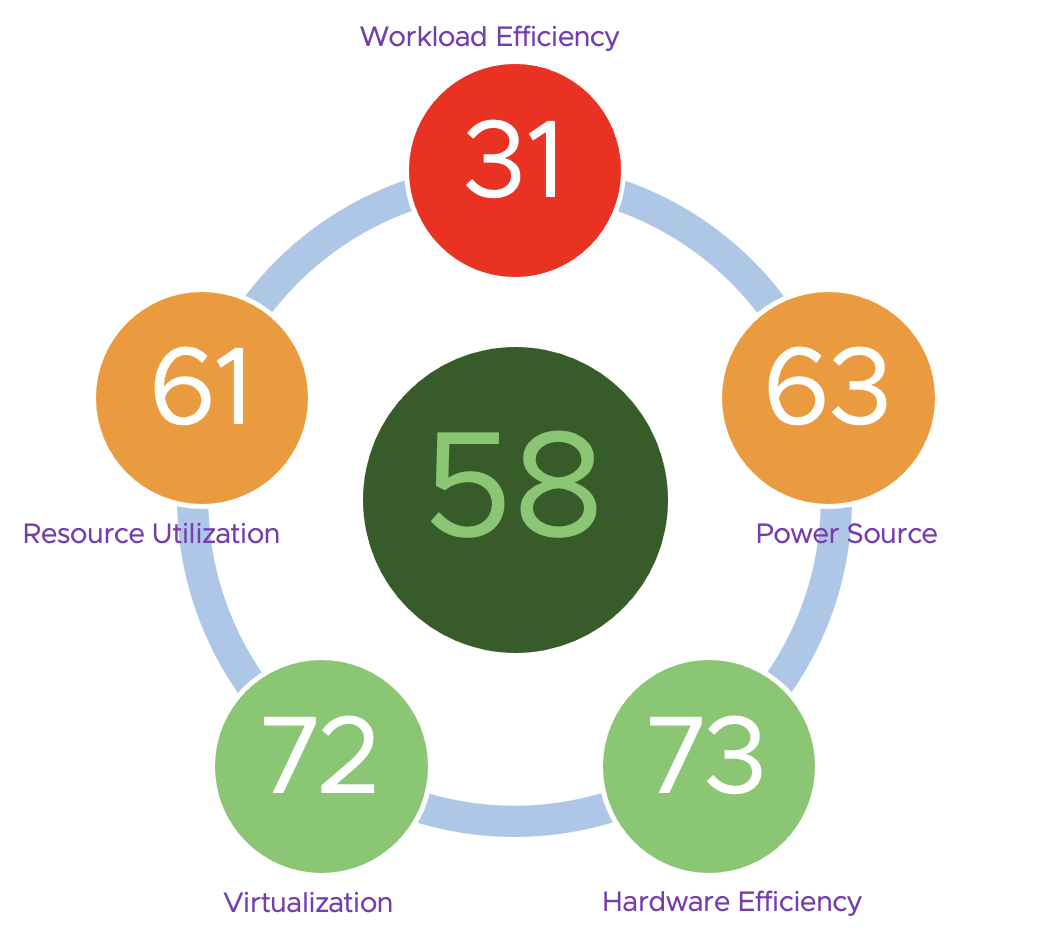 Workload Efficiency
31
61
63
58
Resource Utilization
Power Source
72
73
Virtualization
Hardware Efficiency